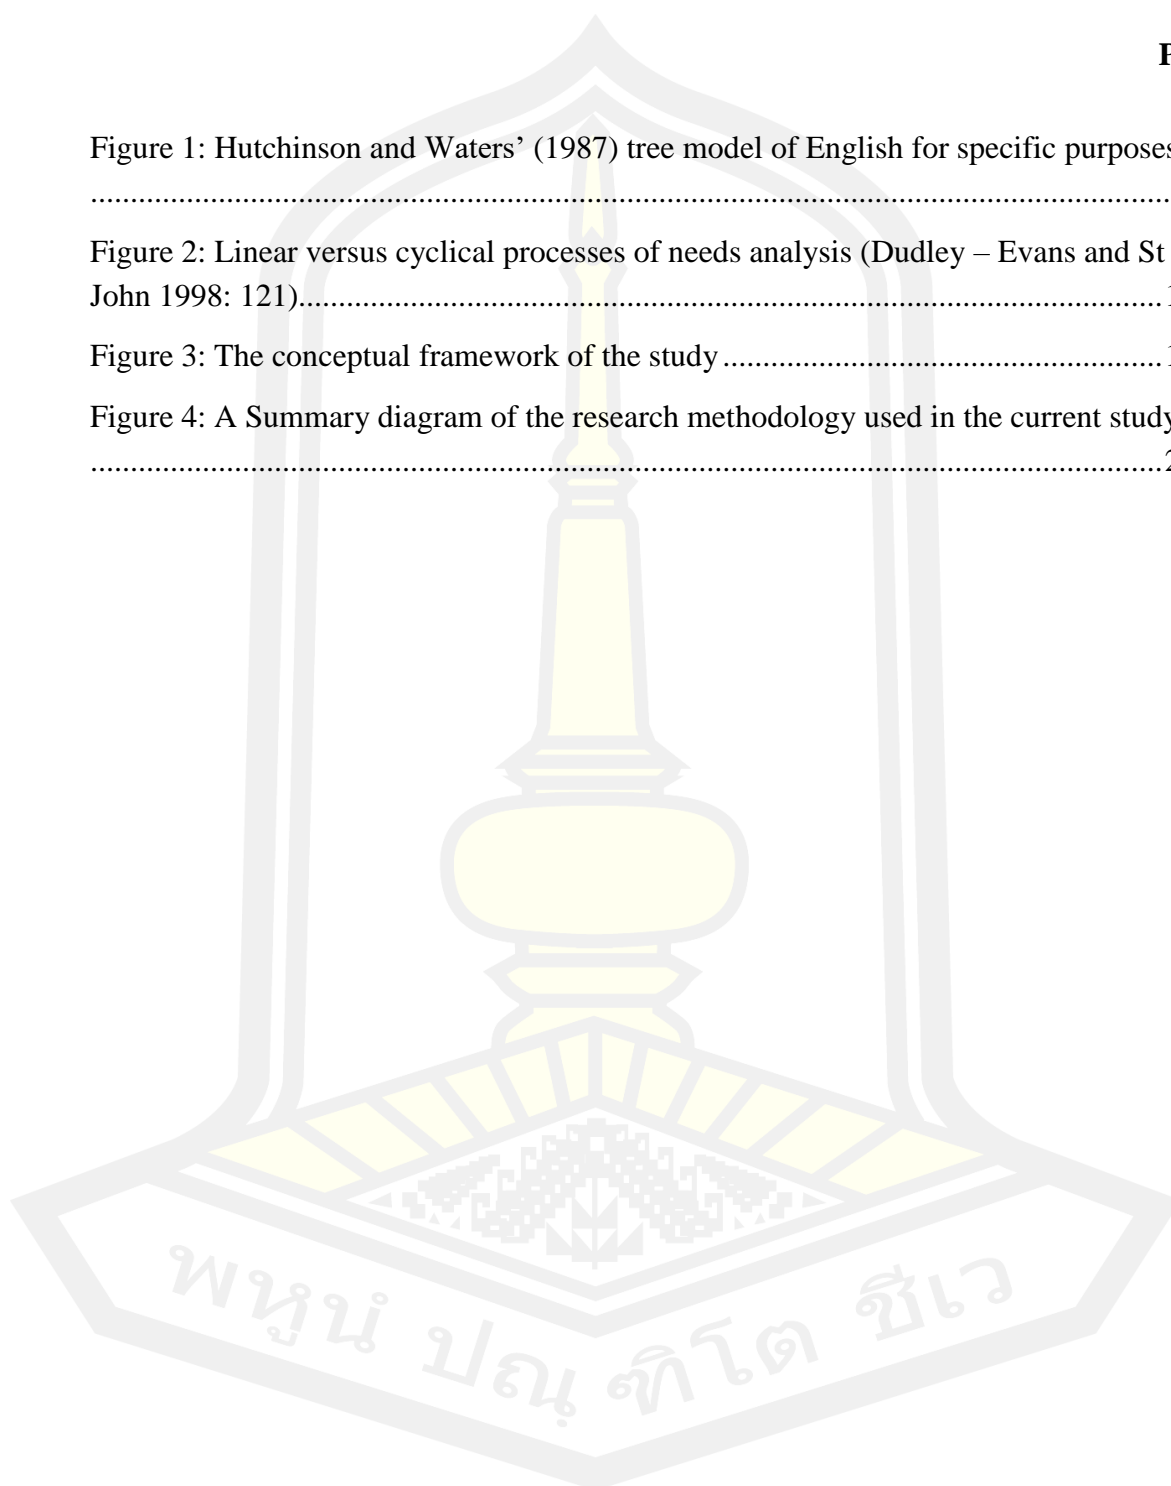 Figure 1: Hutchinson and Waters’ (1987) tree model of English for specific purposes
...........................................................................................................................................
Figure 2: Linear versus cyclical processes of needs analysis (Dudley – Evans and St
John 1998: 121)............................................................................................................ 1
Figure 3: The conceptual framework of the study ...................................................... 1
Figure 4: A Summary diagram of the research methodology used in the current study
.......................................................................................................................................2
พหูนํ ปณฺฑิโต ชีเว